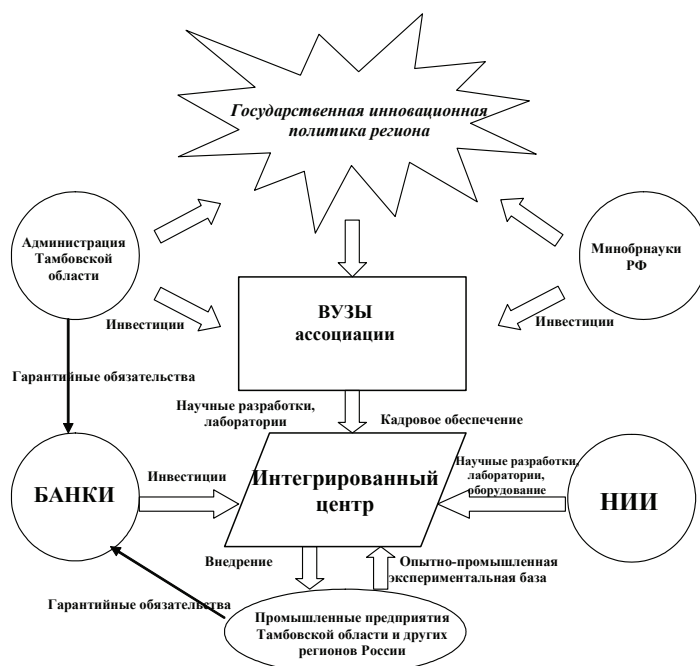 Государственная инновационная
политика региона
Администрация
Тамбовской
области
Минобрнауки
РФ
ВУЗЫ
ассоциации
Инвестиции
Инвестиции
Гарантийные обязательства
Научные разработки,
лаборатории
Кадровое обеспечение
БАНКИ
Инвестиции
Интегрированный
центр
Научные разработки,
лаборатории,
оборудование
НИИ
Внедрение
Опытно-промышленная
экспериментальная база
Гарантийные обязательства
Промышленные предприятия
Тамбовской области и других
регионов России